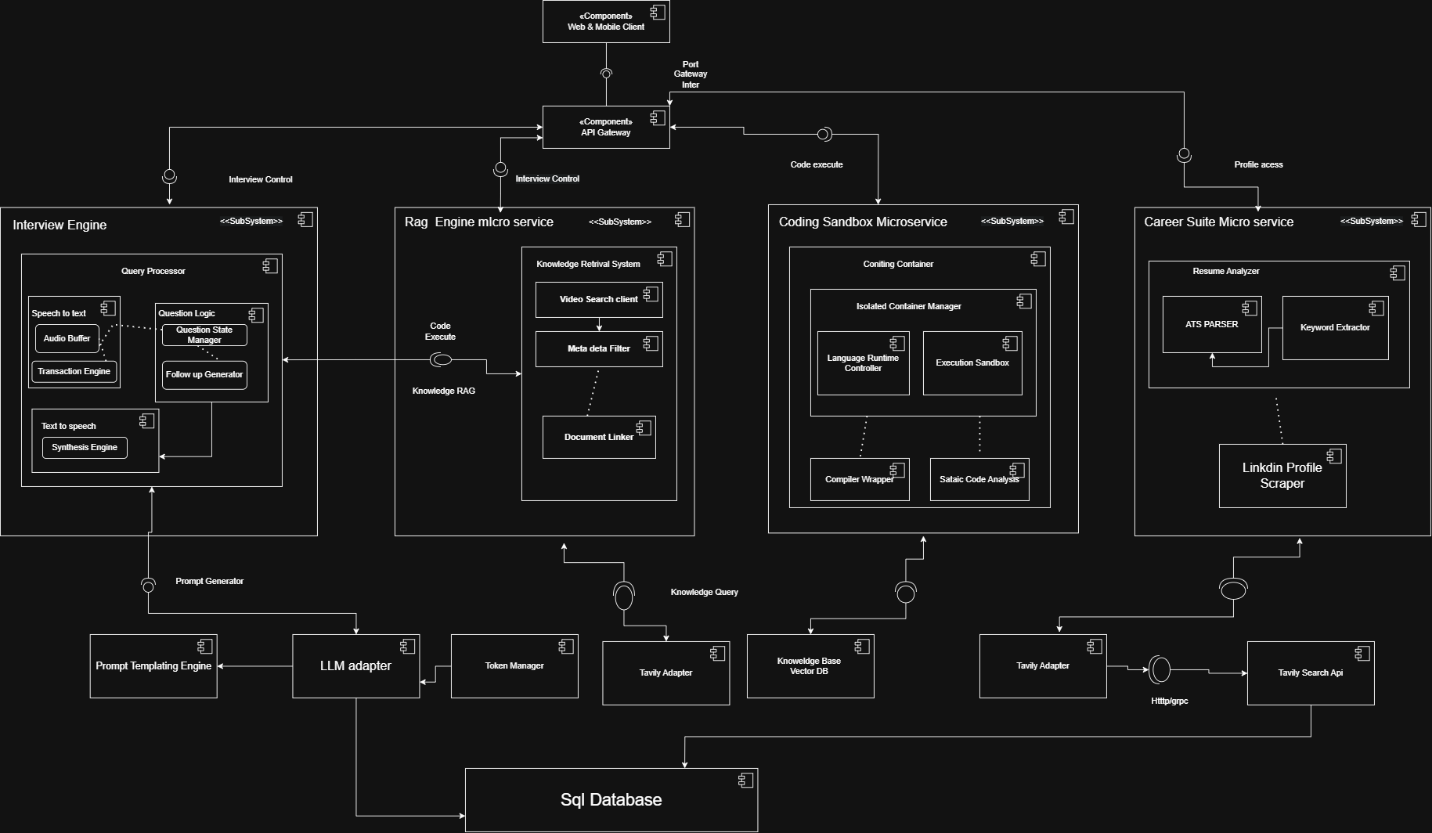 «Component»
Web & Mobile Client
Port
Gateway
Inter
«Component»
API Gateway
Code execute
Profile acess
Interview Control
Interview Control
Interview Engine
<<SubSystem>>
Rag Engine mIcro service
<<SubSystem>>
Coding Sandbox Microservice
<<SubSystem>>
Career Suite Micro service
<<SubSystem>>
Query Processor
Speech to text
Audio Buffer
Transaction Engine
Question Logic
Question State
Manager
Follow up Generator
Text to speech
Synthesis Engine
Code
Execute
Knowledge RAG
Knowledge Retrival System
Video Search client
Meta deta Filter
Document Linker
Coniting Container
Isolated Container Manager
Language Runtime
Controller
Execution Sandbox
Compiler Wrapper
Sataic Code Analysis
Resume Analyzer
ATS PARSER
Keyword Extractor
Linkdin Profile
Scraper
Prompt Generator
Knowledge Query
Prompt Templating Engine
LLM adapter
Token Manager
Tavily Adapter
Knoweldge Base
Vector DB
Tavily Adapter
Htttp/grpc
Tavily Search Api
Sql Database